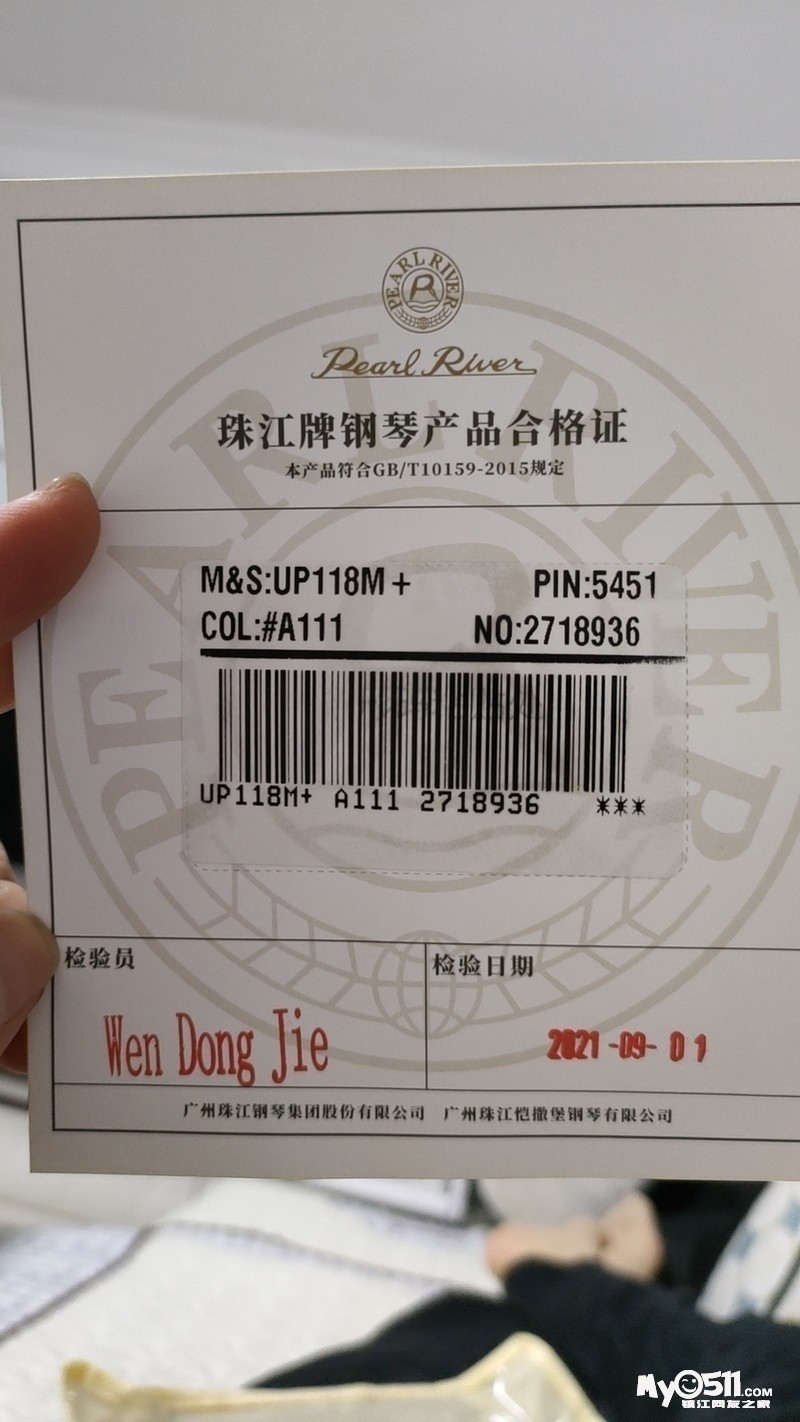 PEARL RIVER
R
Pearl River
珠江牌钢琴产品合格证
本产品符合GB/T10159-2015规定
PEARL RIVER
M&S:UP118M+ PIN:5451
COL:#A111 NO:2718936
UP118M+ A111 2718936 ***
检验员 检验日期
Wen Dong Jie 2021-09-01
广州珠江钢琴集团股份有限公司 广州珠江恺撒堡钢琴有限公司
My0511.com
镇江网友之家